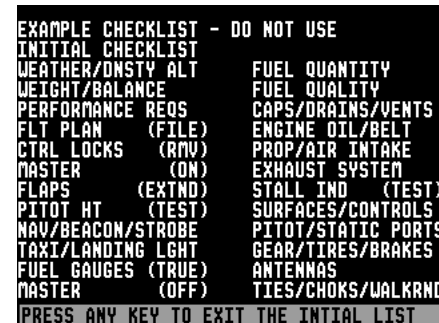 EXAMPLE CHECKLIST - DO NOT USE
INITIAL CHECKLIST
WEATHER/DNSTY ALT FUEL QUANTITY
WEIGHT/BALANCE FUEL QUALITY
PERFORMANCE REQS CAPS/DRAINS/VENTS
FLT PLAN (FILE) ENGINE OIL/BELT
CTRL LOCKS (RMV) PROP/AIR INTAKE
MASTER (ON) EXHAUST SYSTEM
FLAPS (EXTND) STALL IND (TEST)
PITOT HT (TEST) SURFACES/CONTROLS
NAV/BEACON/STROBE PITOT/STATIC PORTS
TAXI/LANDING LGHT GEAR/TIRES/BRAKES
FUEL GAUGES (TRUE) ANTENNAS
MASTER (OFF) TIES/CHOKS/WALKRND
PRESS ANY KEY TO EXIT THE INTIAL LIST